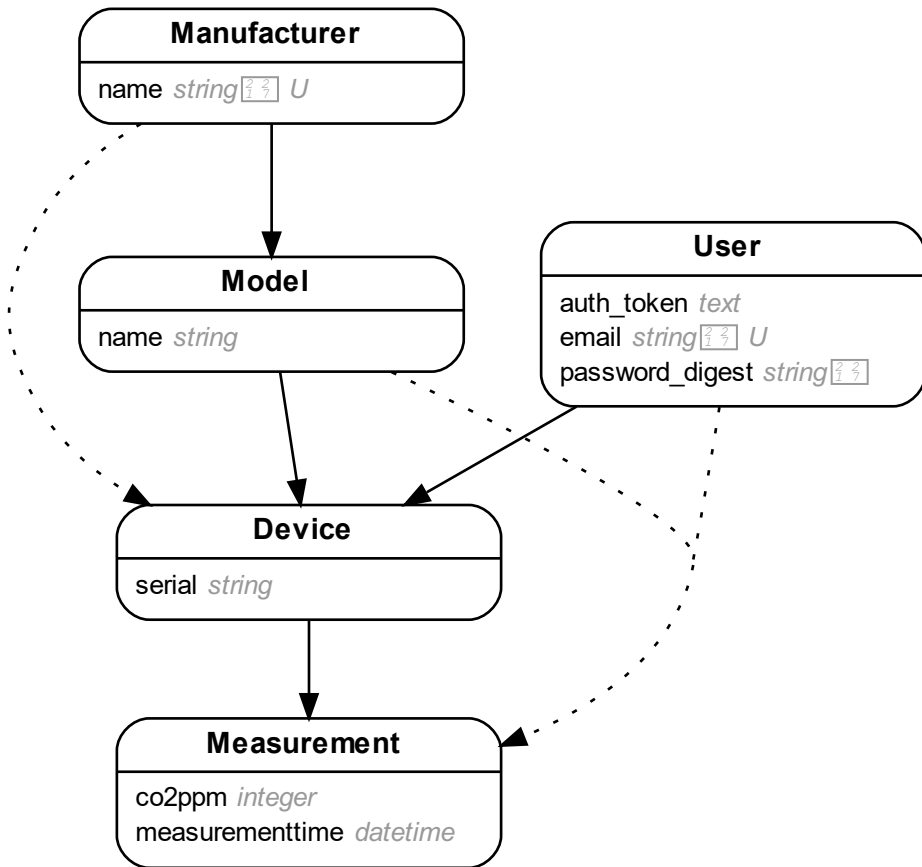 Manufacturer
name string U
Model
name string
User
auth_token text
email string U
password_digest string
Device
serial string
Measurement
co2ppm integer
measurementtime datetime